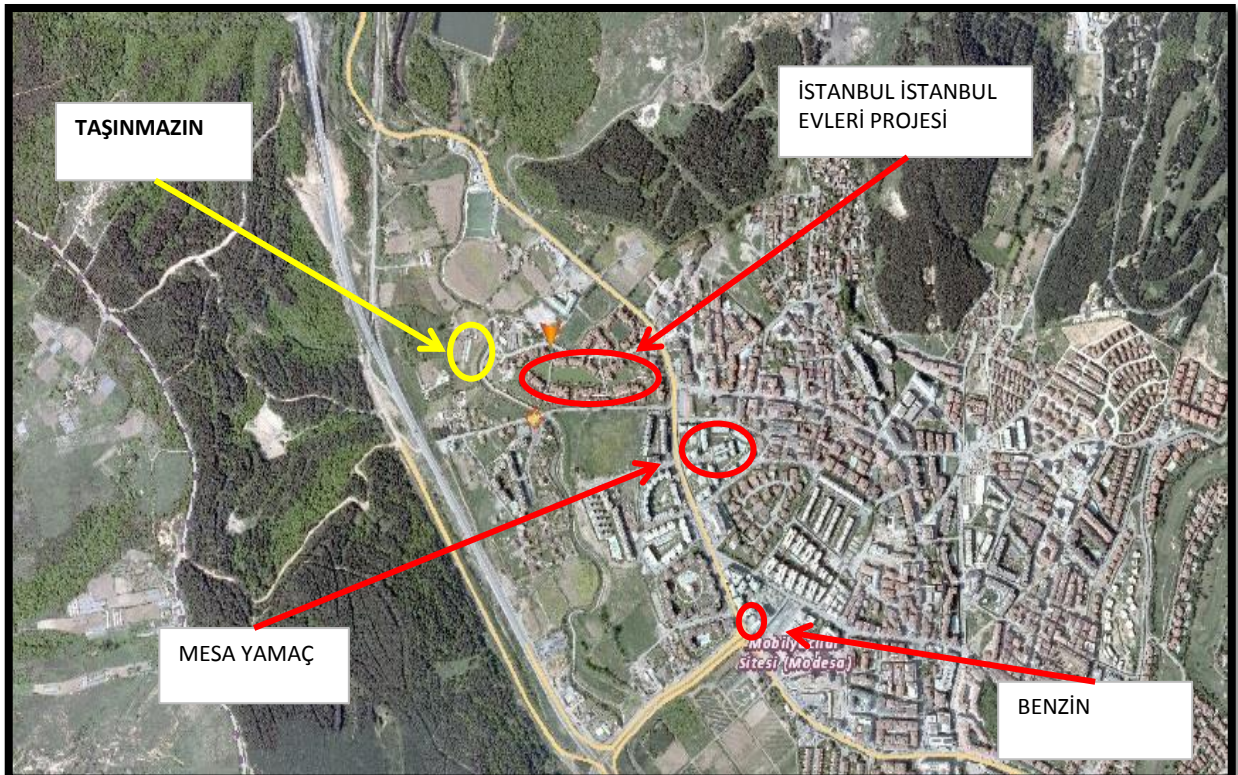 İSTANBUL İSTANBUL
EVLERİ PROJESİ
TAŞINMAZIN
MESA YAMAÇ
Sitesi (Modesa)
BENZİN